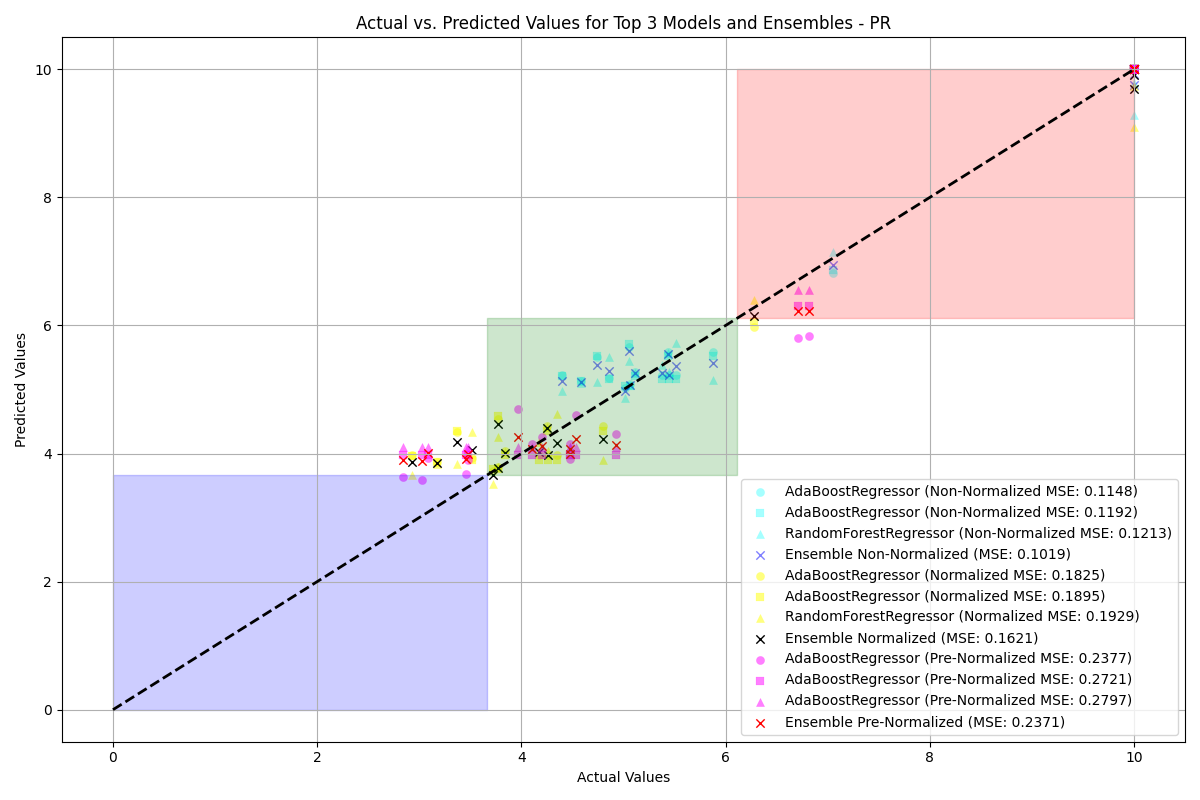 Actual vs. Predicted Values for Top 3 Models and Ensembles - PR
Predicted Values
10
8
6
4
2
0
AdaBoostRegressor (Non-Normalized MSE: 0.1148)
AdaBoostRegressor (Non-Normalized MSE: 0.1192)
RandomForestRegressor (Non-Normalized MSE: 0.1213)
Ensemble Non-Normalized (MSE: 0.1019)
AdaBoostRegressor (Normalized MSE: 0.1825)
AdaBoostRegressor (Normalized MSE: 0.1895)
RandomForestRegressor (Normalized MSE: 0.1929)
Ensemble Normalized (MSE: 0.1621)
AdaBoostRegressor (Pre-Normalized MSE: 0.2377)
AdaBoostRegressor (Pre-Normalized MSE: 0.2721)
AdaBoostRegressor (Pre-Normalized MSE: 0.2797)
Ensemble Pre-Normalized (MSE: 0.2371)
0 2 4 6 8 10
Actual Values